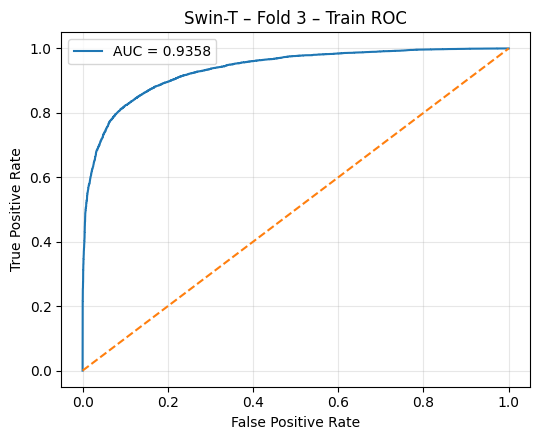 Swin-T – Fold 3 – Train ROC
AUC = 0.9358
True Positive Rate
1.0
0.8
0.6
0.4
0.2
0.0
0.0 0.2 0.4 0.6 0.8 1.0
False Positive Rate